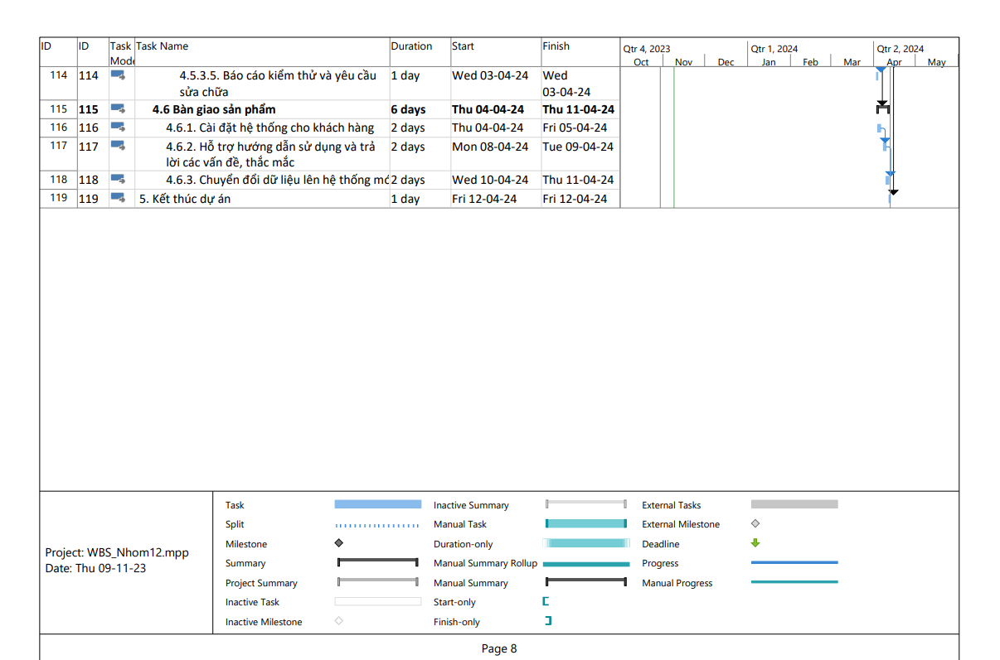 ID ID Task Mode Task Name Duration Start Finish Qtr 4, 2023 Qtr 1, 2024 Qtr 2, 2024
Oct Nov Dec Jan Feb Mar Apr May
114 114 4.5.3.5. Báo cáo kiểm thử và yêu cầu 1 day Wed 03-04-24 Wed
sửa chữa 03-04-24
115 115 4.6 Bàn giao sản phẩm 6 days Thu 04-04-24 Thu 11-04-24
116 116 4.6.1. Cài đặt hệ thống cho khách hàng 2 days Thu 04-04-24 Fri 05-04-24
117 117 4.6.2. Hỗ trợ hướng dẫn sử dụng và trả 2 days Mon 08-04-24 Tue 09-04-24
lời các vấn đề, thắc mắc
118 118 4.6.3. Chuyển đổi dữ liệu lên hệ thống mớ 2 days Wed 10-04-24 Thu 11-04-24
119 119 5. Kết thúc dự án 1 day Fri 12-04-24 Fri 12-04-24
Project: WBS_Nhom12.mpp
Date: Thu 09-11-23
Task Inactive Summary External Tasks
Split Manual Task External Milestone
Milestone Duration-only Deadline
Summary Manual Summary Rollup Progress
Project Summary Manual Summary Manual Progress
Inactive Task Start-only
Inactive Milestone Finish-only
Page 8